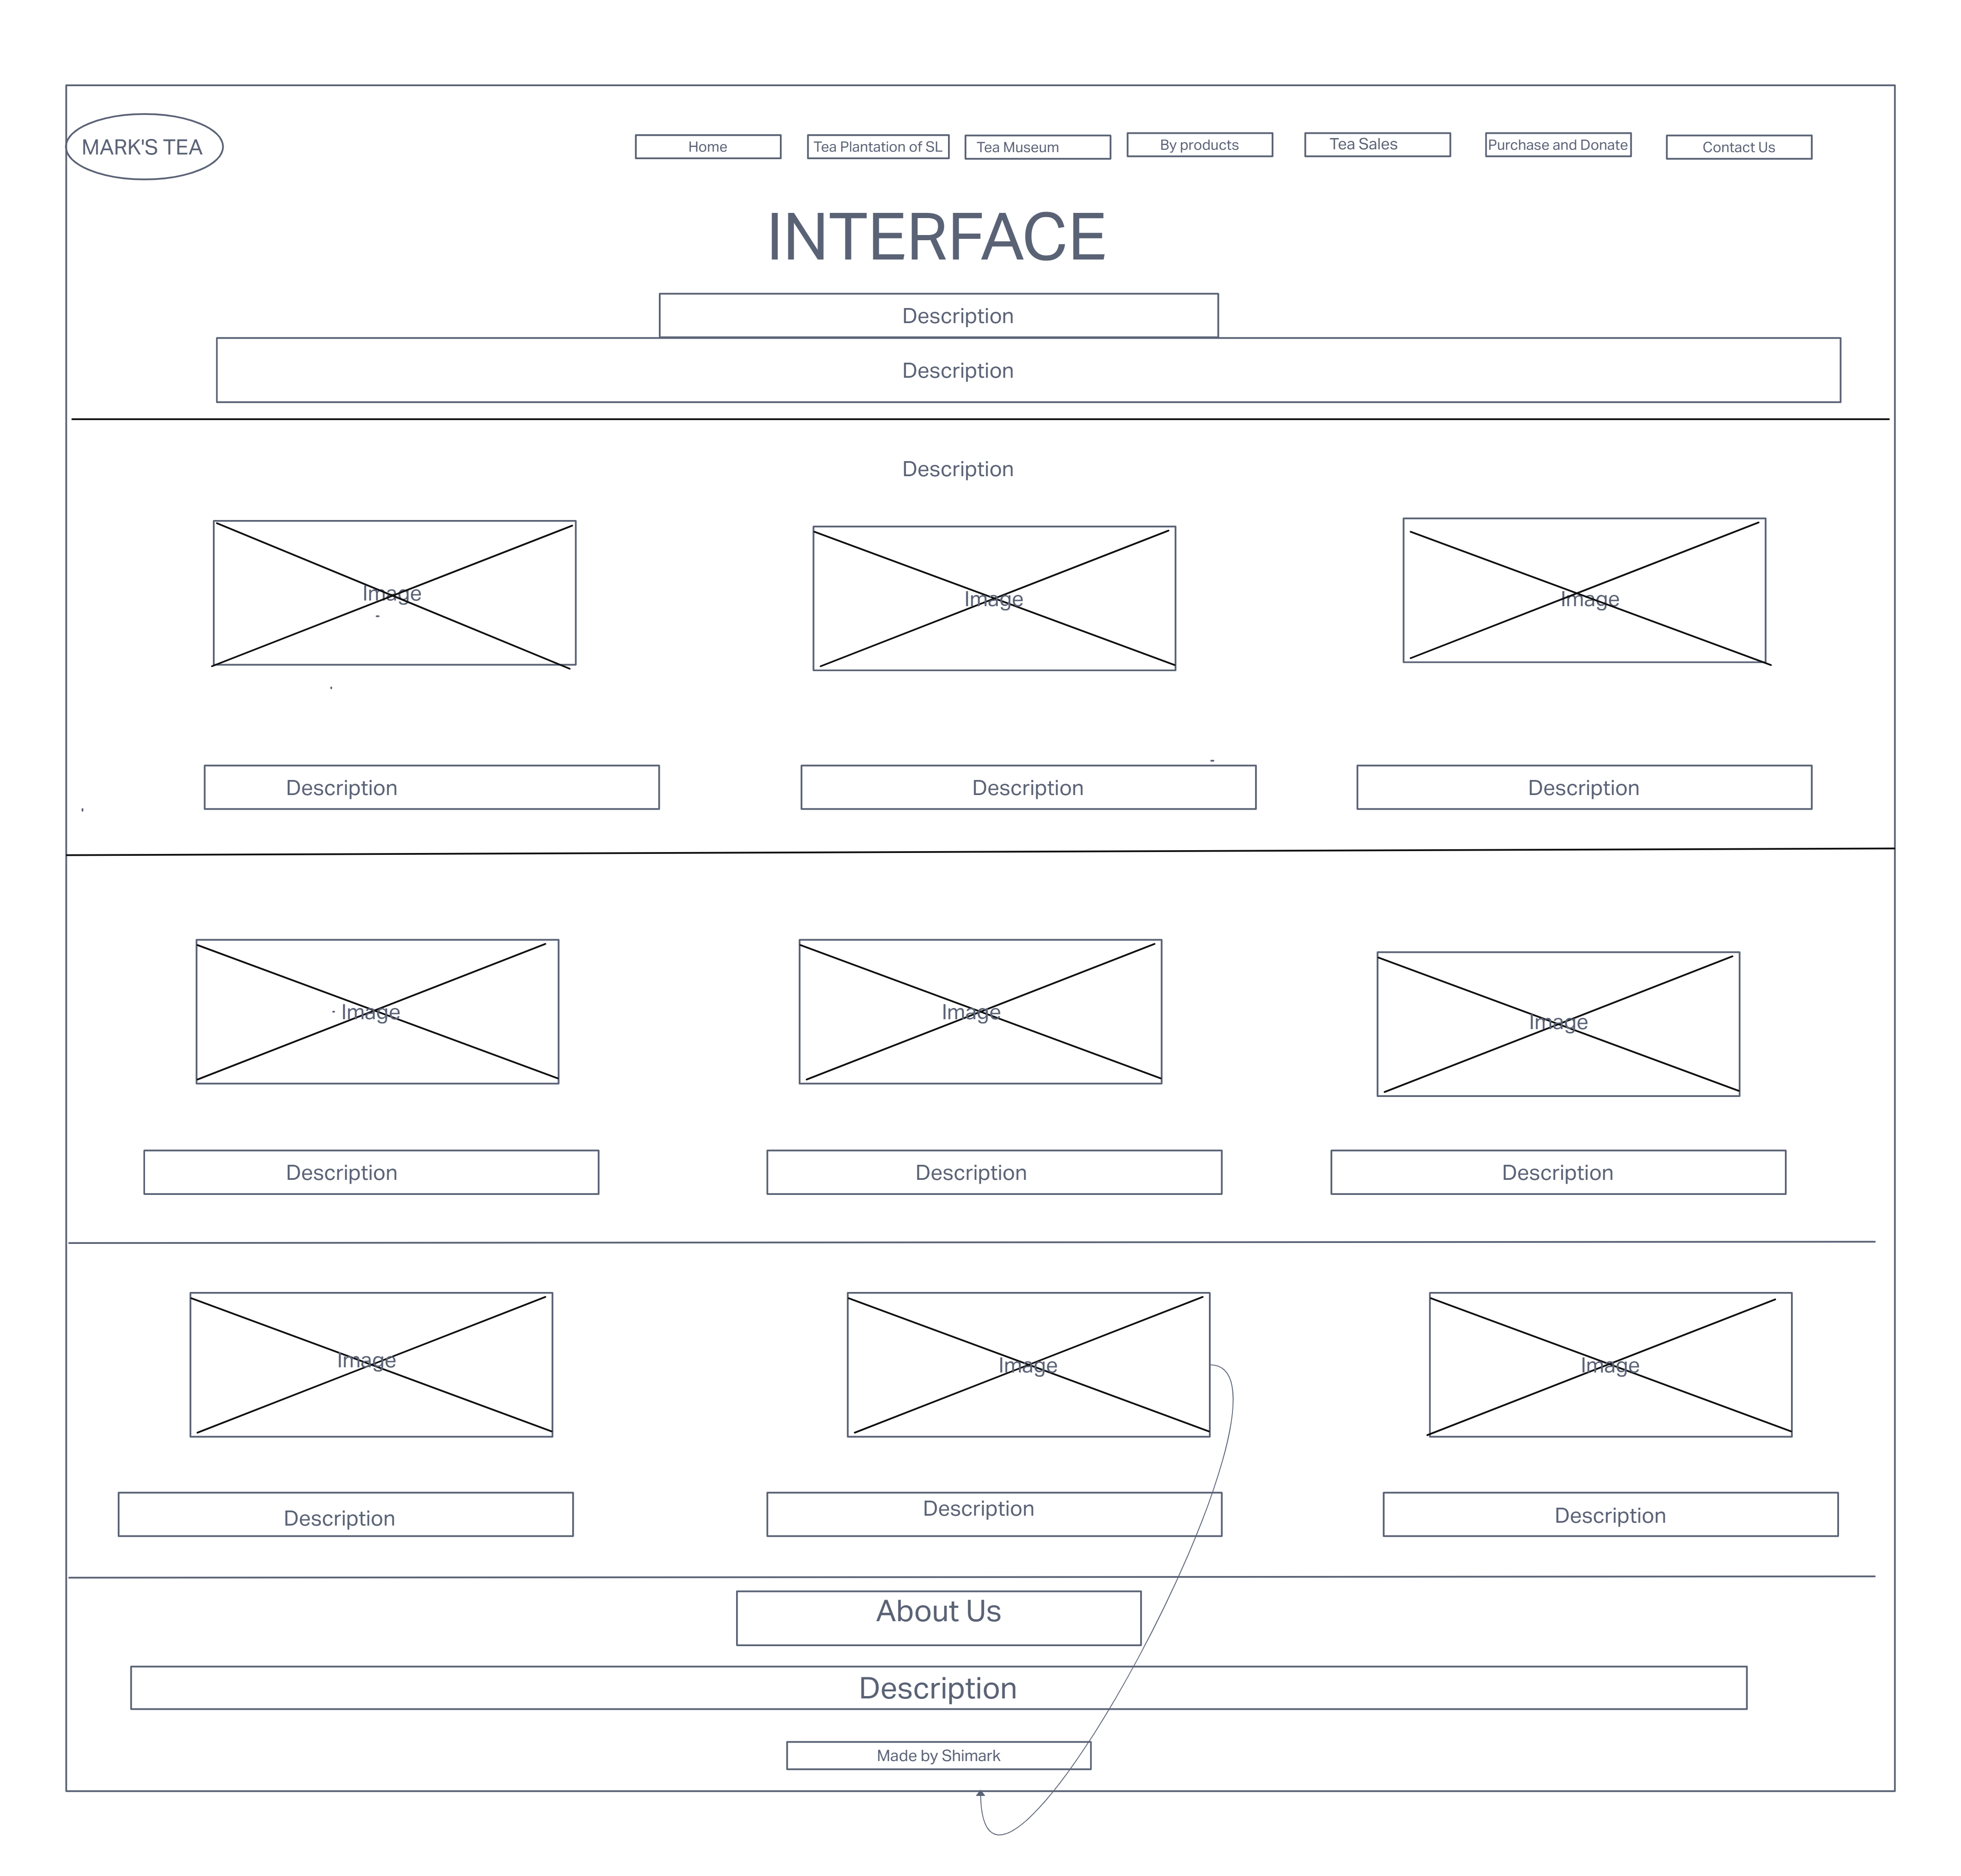 MARK'S TEA
Home
Tea Plantation of SL
Tea Museum
By products
Tea Sales
Purchase and Donate
Contact Us
INTERFACE
Description
Description
Description
Image
Image
Image
Description
Description
Description
Image
Image
Image
Description
Description
Description
Image
Image
Image
Description
Description
Description
About Us
Description
Made by Shimark